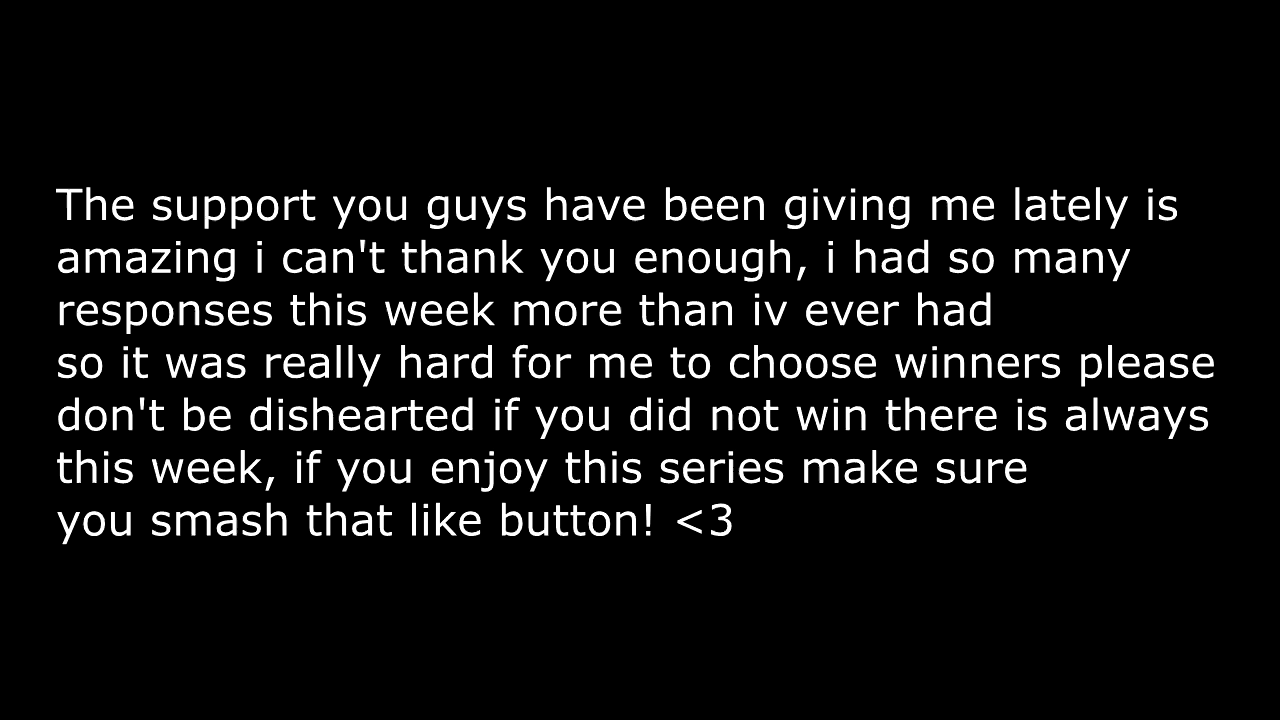 The support you guys have been giving me lately is
amazing i can't thank you enough, i had so many
responses this week more than iv ever had
so it was really hard for me to choose winners please
don't be dishearted if you did not win there is always
this week, if you enjoy this series make sure
you smash that like button! <3